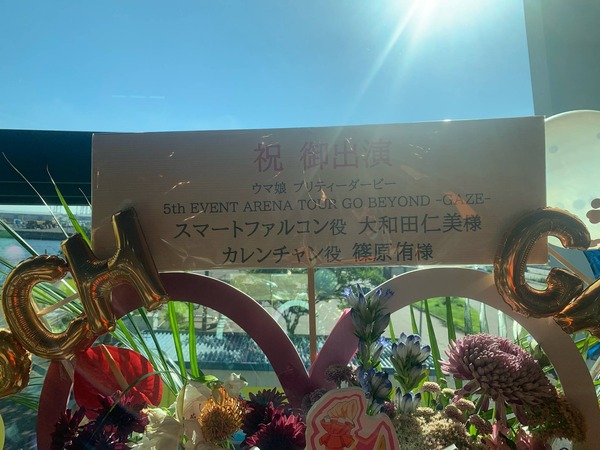 祝 御出演
ウマ娘 プリティーダービー
5th EVENT ARENA TOUR GO BEYOND -GAZE-
スマートファルコン役 大和田仁美様
カレンチャン役 篠原侑様
CH
C